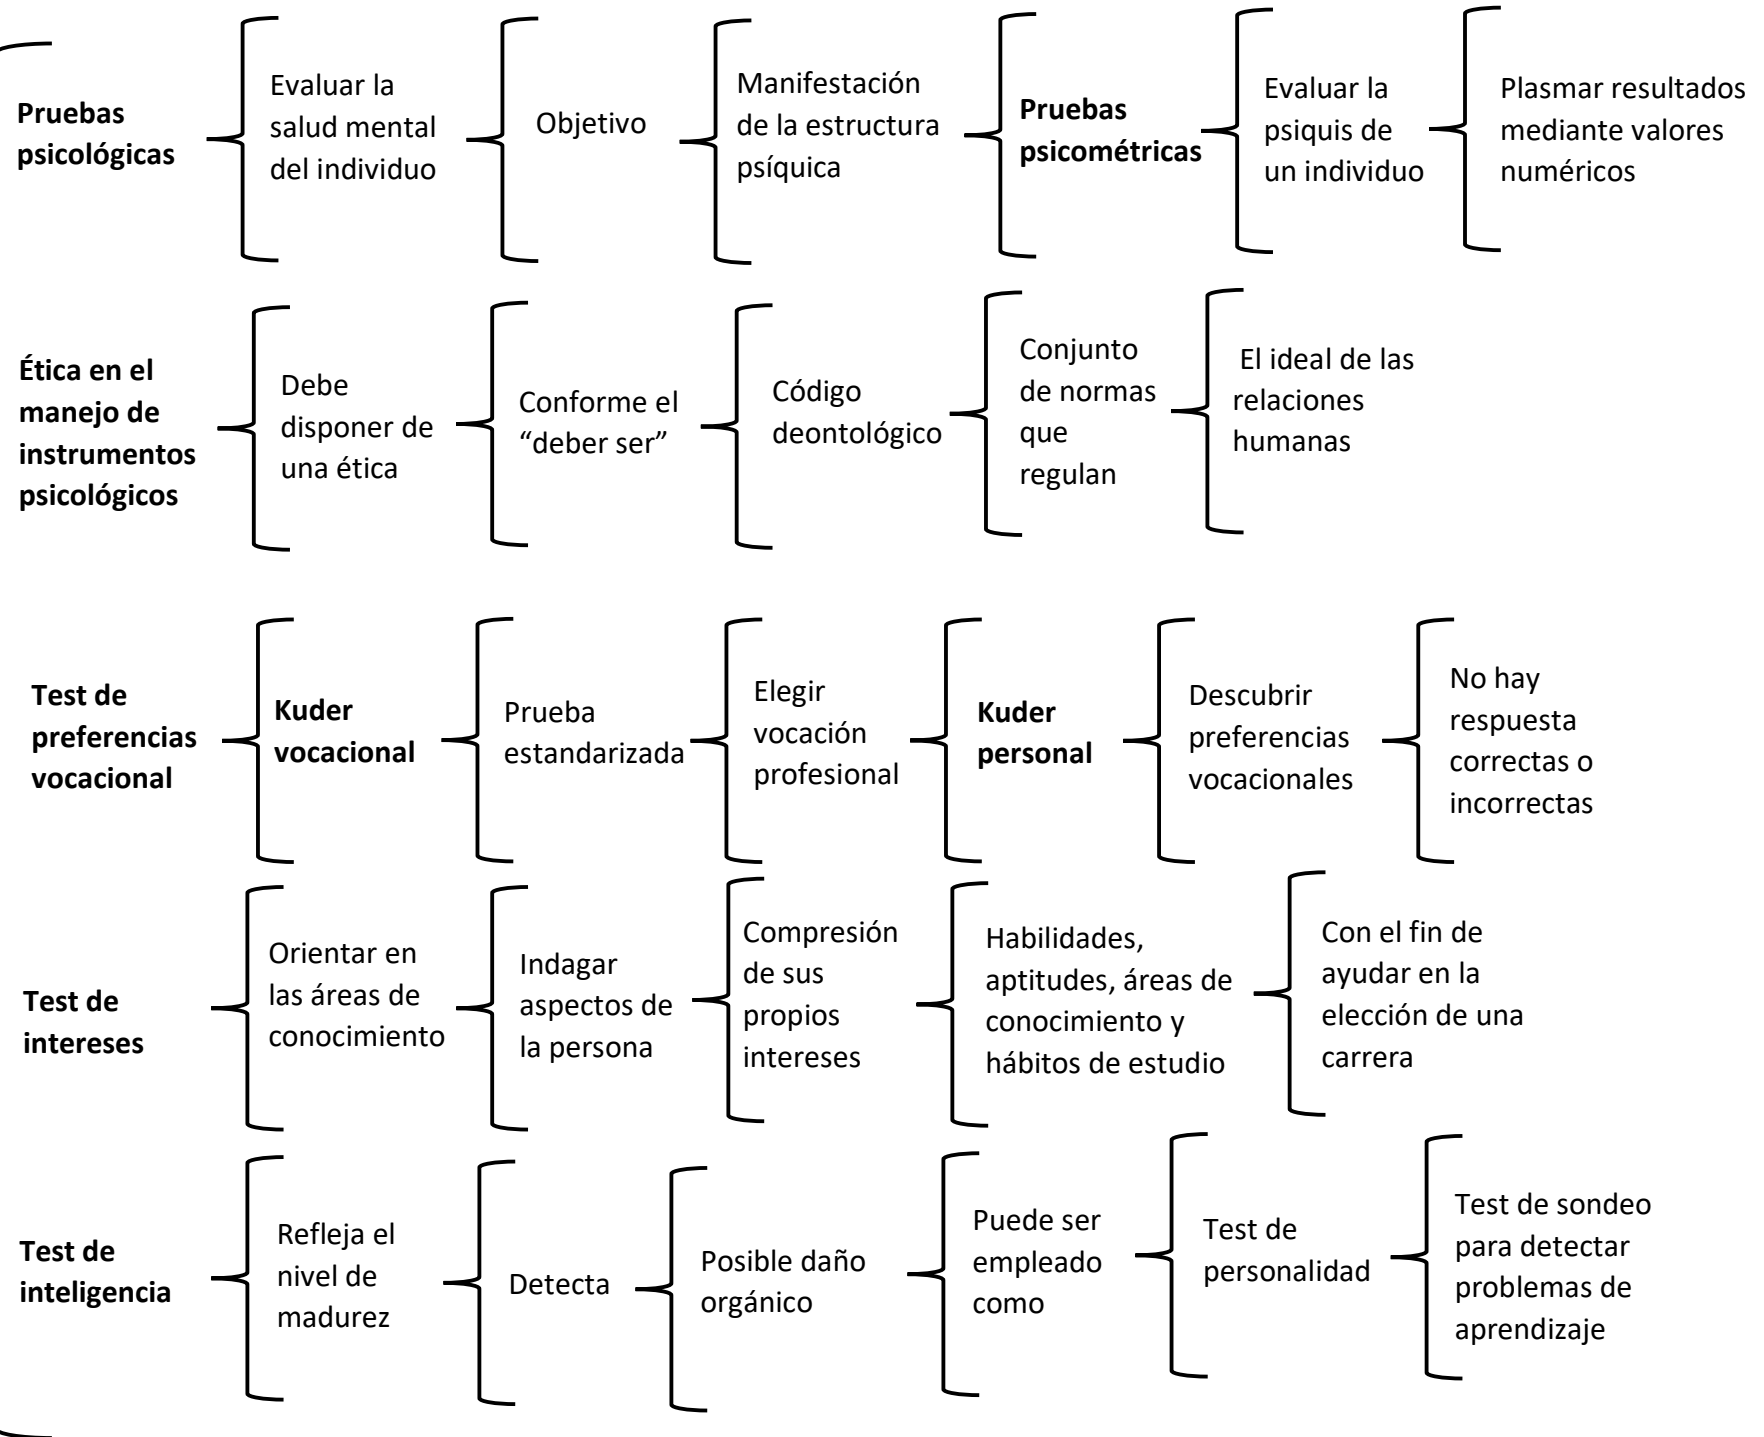 Pruebas
psicológicas
Evaluar la
salud mental
del individuo
Objetivo
Manifestación
de la estructura
psíquica
Pruebas
psicométricas
Evaluar la
psiquis de
un individuo
Plasmar resultados
mediante valores
numéricos
Ética en el
manejo de
instrumentos
psicológicos
Debe
disponer de
una ética
Conforme el
“deber ser”
Código
deontológico
Conjunto
de normas
que
regulan
El ideal de las
relaciones
humanas
Test de
preferencias
vocacional
Kuder
vocacional
Prueba
estandarizada
Elegir
vocación
profesional
Kuder
personal
Descubrir
preferencias
vocacionales
No hay
respuesta
correctas o
incorrectas
Test de
intereses
Orientar en
las áreas de
conocimiento
Indagar
aspectos de
la persona
Compresión
de sus
propios
intereses
Habilidades,
aptitudes, áreas de
conocimiento y
hábitos de estudio
Con el fin de
ayudar en la
elección de una
carrera
Test de
inteligencia
Refleja el
nivel de
madurez
Detecta
Posible daño
orgánico
Puede ser
empleado
como
Test de
personalidad
Test de sondeo
para detectar
problemas de
aprendizaje